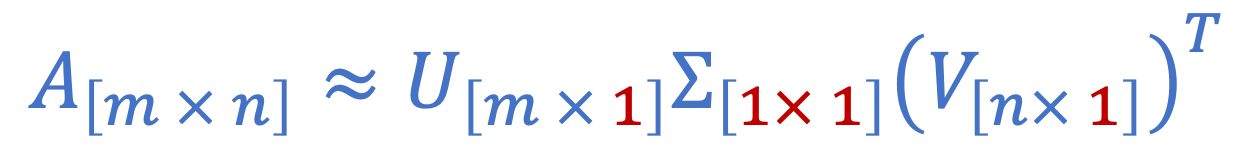 A[m × n] ≈ U[m × 1]Σ[1× 1](V[n× 1])T